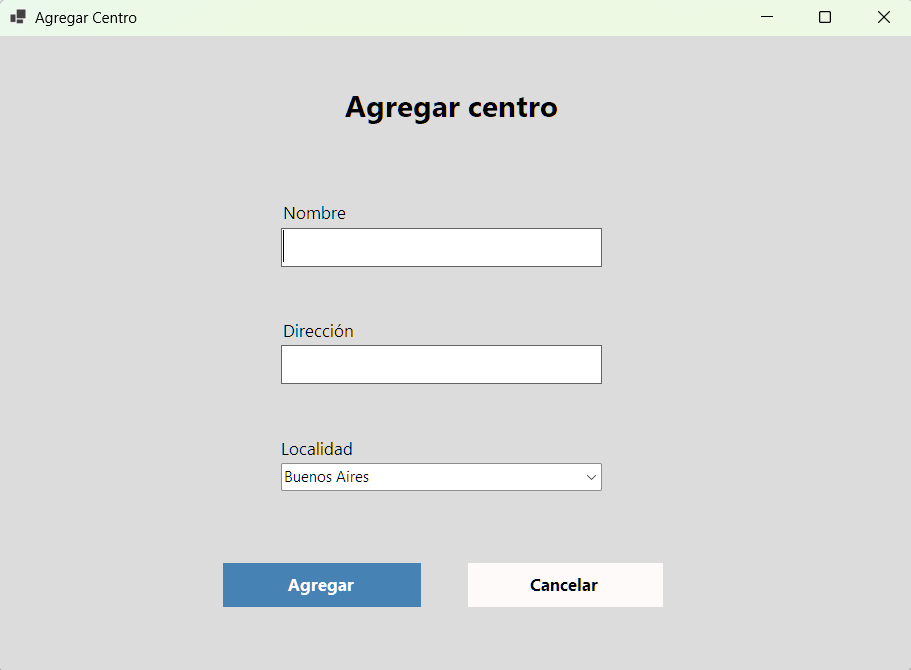 Agregar Centro
Agregar centro
Nombre
Dirección
Localidad
Buenos Aires
Agregar
Cancelar